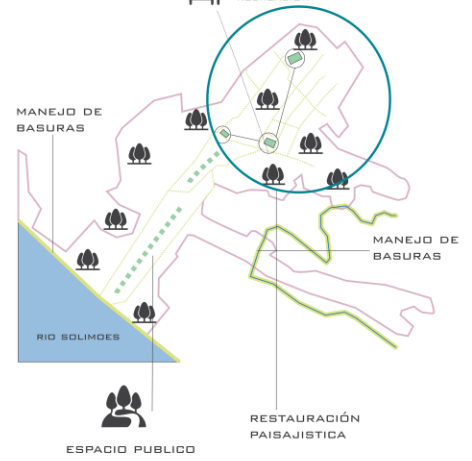 MANEJO DE
BASURAS
MANEJO DE
BASURAS
RIO SOLIMOES
RESTAURACIÓN
PAISAJISTICA
ESPACIO PUBLICO